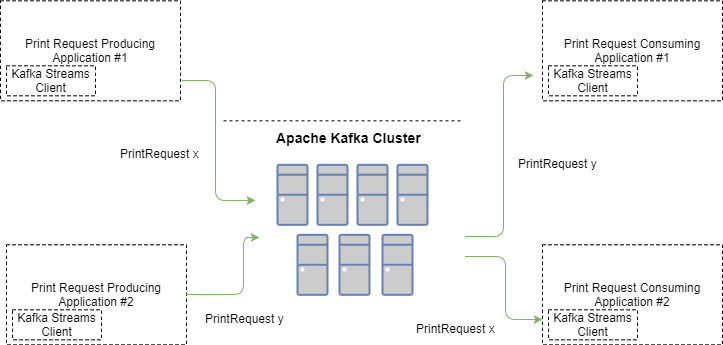 Print Request Producing
Application #1
Kafka Streams
Client
Print Request Consuming
Application #1
Kafka Streams
Client
Apache Kafka Cluster
PrintRequest x
PrintRequest y
Print Request Producing
Application #2
Kafka Streams
Client
Print Request Consuming
Application #2
Kafka Streams
Client
PrintRequest y
PrintRequest x